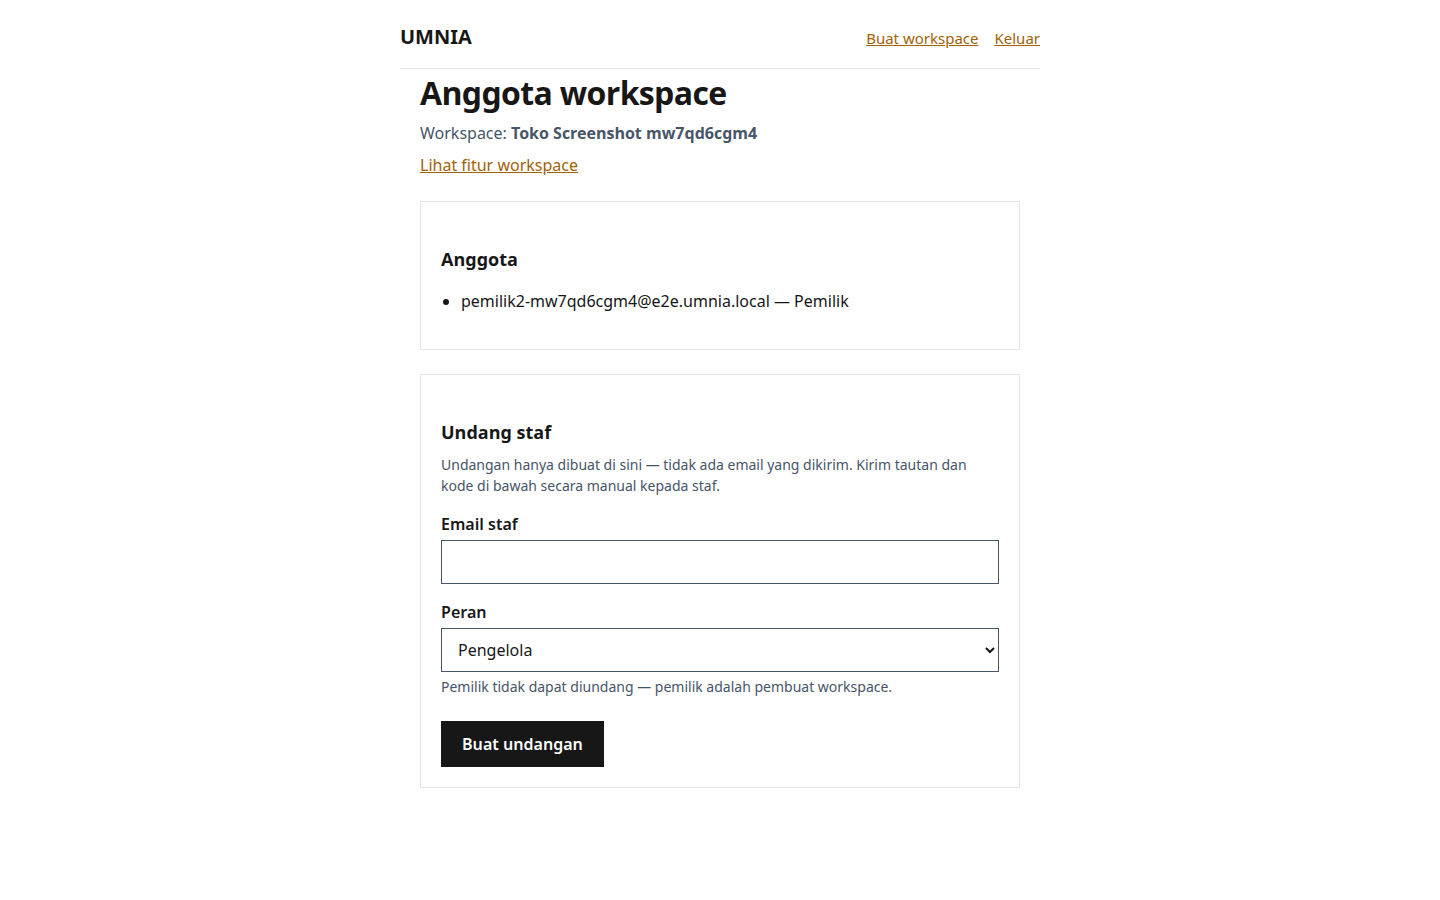 UMNIA
Buat workspace
Keluar
Anggota workspace
Workspace: Toko Screenshot mw7qd6cgm4
Lihat fitur workspace
Anggota
pemilik2-mw7qd6cgm4@e2e.umnia.local — Pemilik
Undang staf
Undangan hanya dibuat di sini — tidak ada email yang dikirim. Kirim tautan dan
kode di bawah secara manual kepada staf.
Email staf
Peran
Pengelola
Pemilik tidak dapat diundang — pemilik adalah pembuat workspace.
Buat undangan